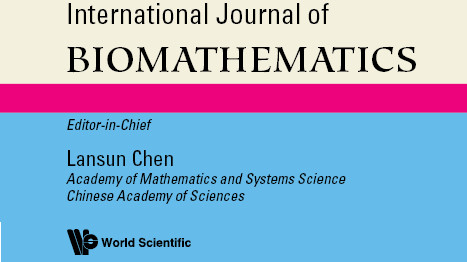 International Journal of
BIOMATHEMATICS
Editor-in-Chief
Lansun Chen
Academy of Mathematics and Systems Science
Chinese Academy of Sciences
World Scientific